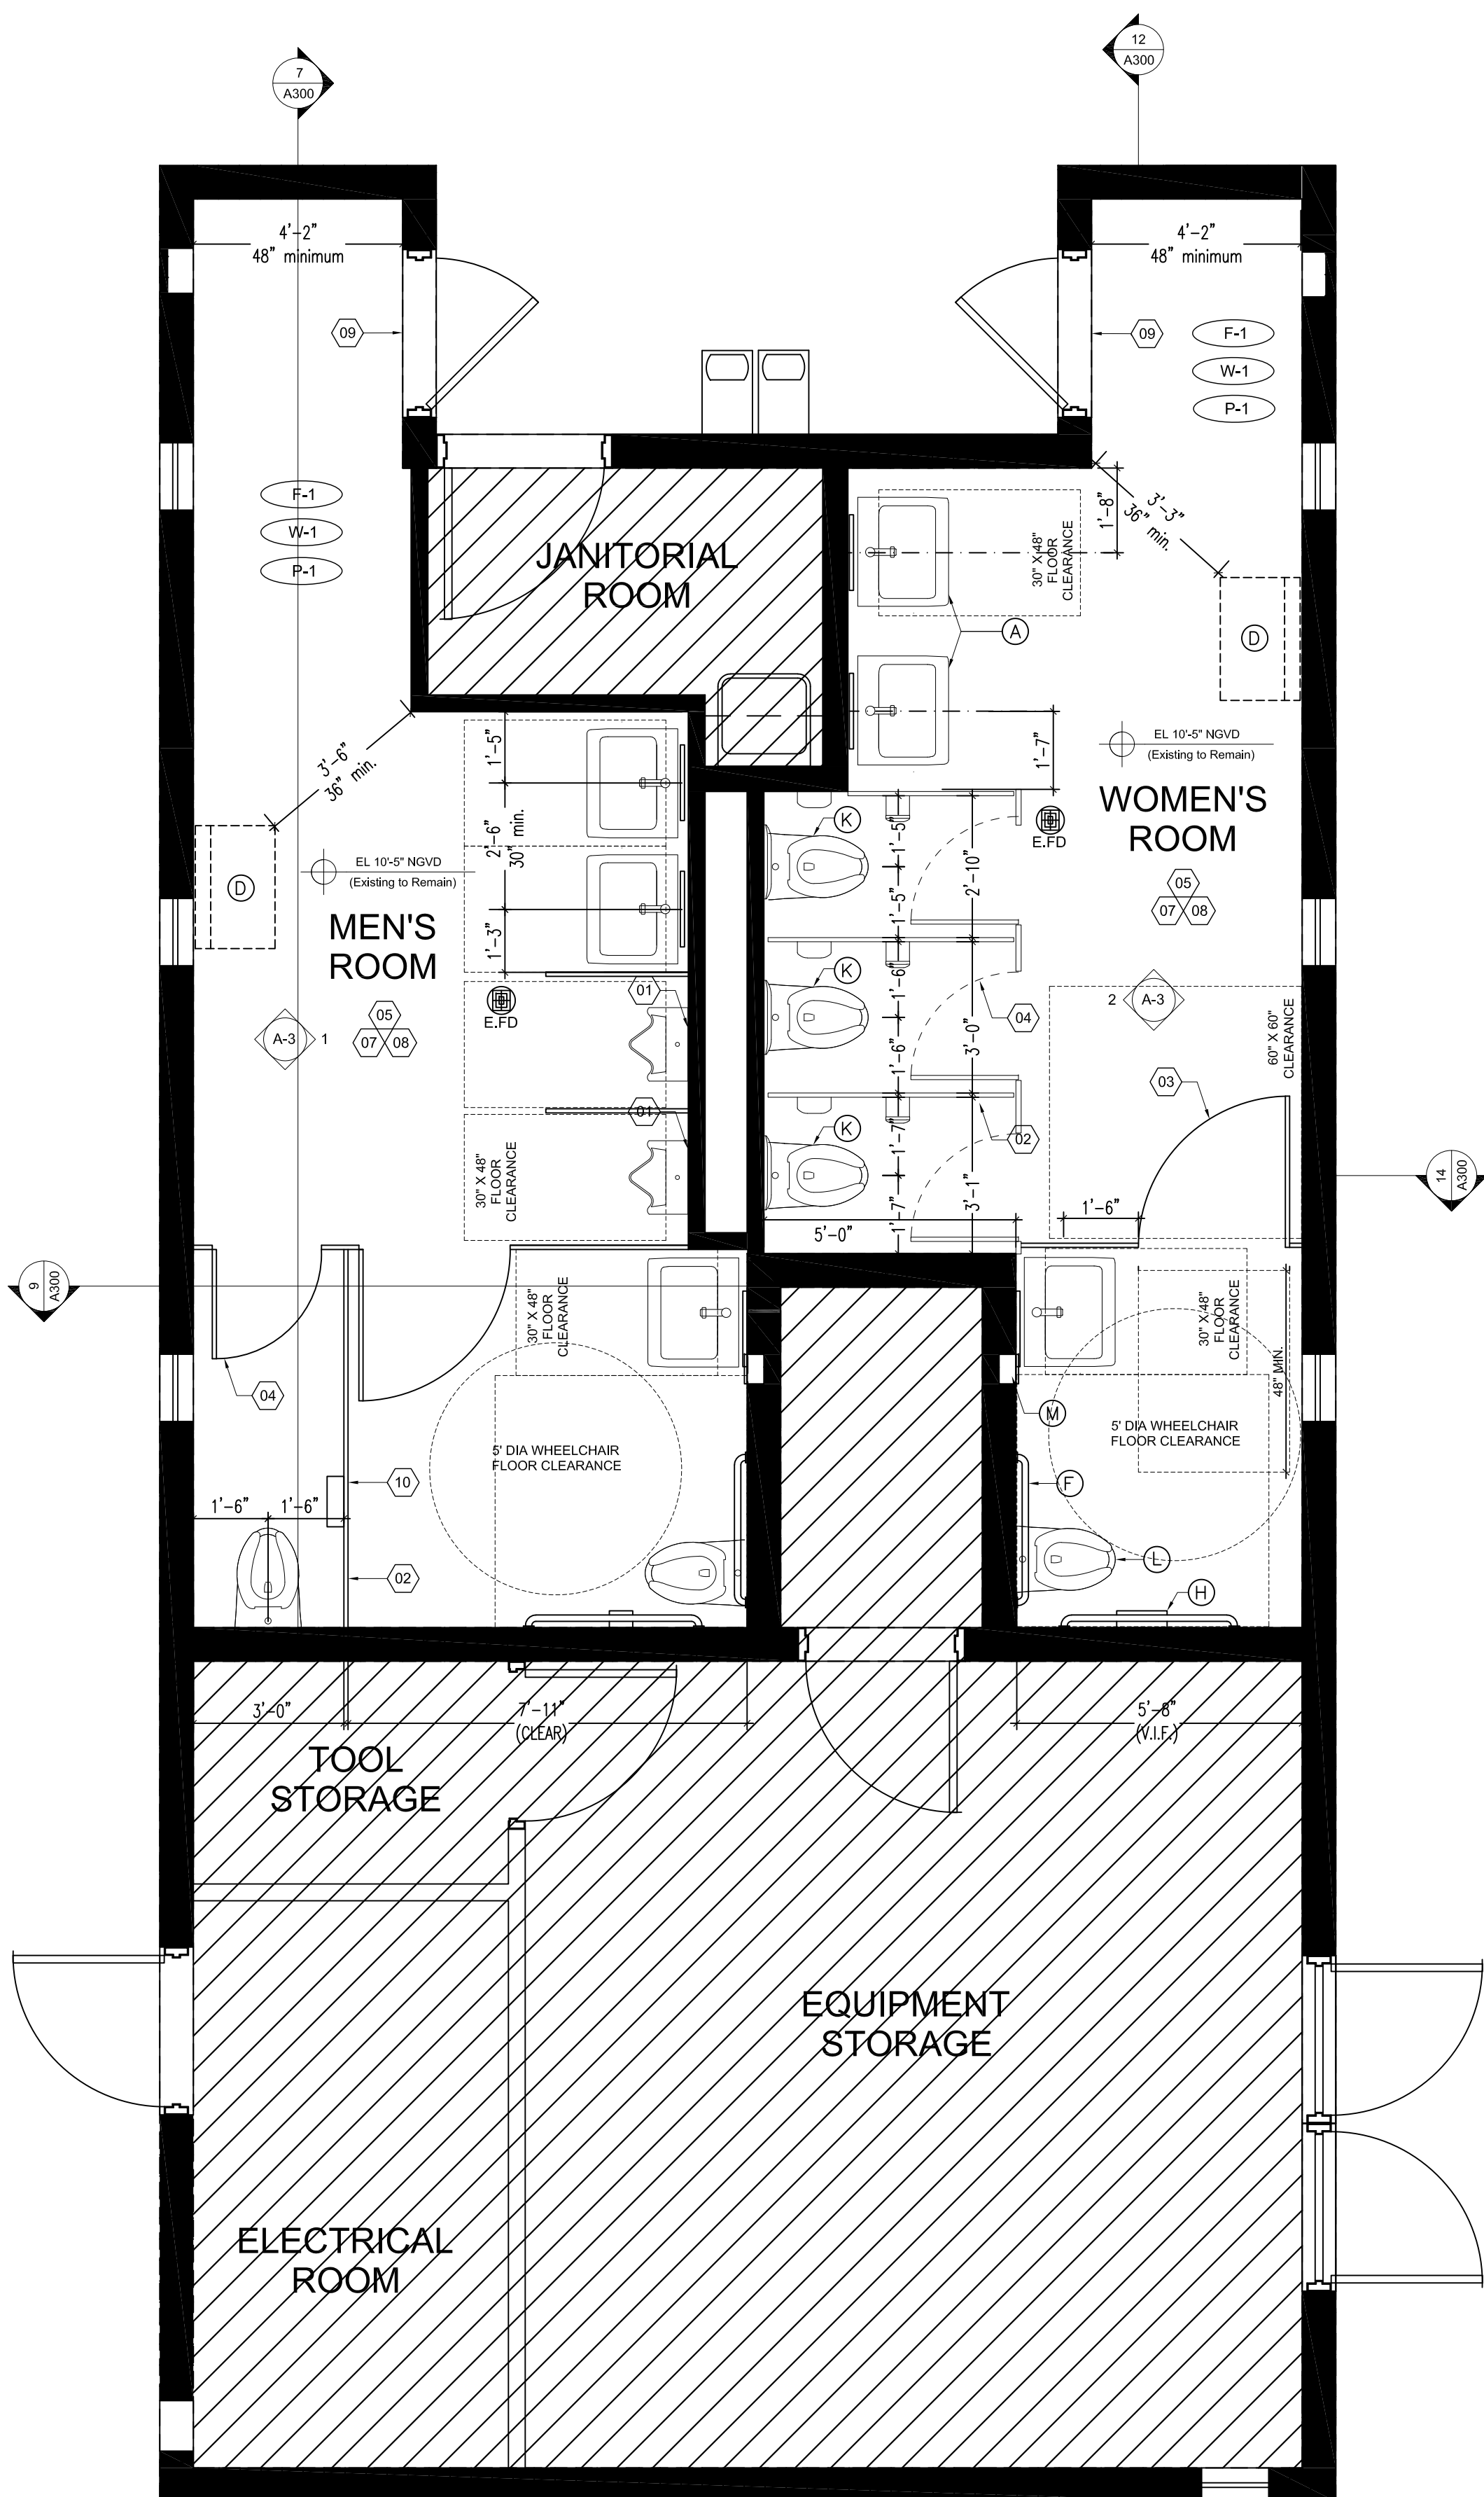 7
A300
12
A300
4'-2"
48" minimum
4'-2"
48" minimum
09
09
F-1
W-1
P-1
F-1
W-1
P-1
JANITORIAL
ROOM
30" X 48"
FLOOR
CLEARANCE
1'-8"
3'-3"
36" min.
A
D
1'-5"
3'-6"
36" min.
2'-6"
30" min.
1'-3"
1'-7"
EL 10'-5" NGVD
(Existing to Remain)
WOMEN'S
ROOM
E.FD
05
07
08
EL 10'-5" NGVD
(Existing to Remain)
D
MEN'S
ROOM
K
1'-5"
1'-5"
2'-10"
E.FD
01
A-3
1
05
07
08
K
1'-6"
1'-6"
3'-0"
04
2
A-3
60" X 60"
CLEARANCE
03
01
30" X 48"
FLOOR
CLEARANCE
K
1'-7"
1'-7"
3'-1"
02
5'-0"
1'-6"
14
A300
9
A300
30" X 48"
FLOOR
CLEARANCE
30" X 48"
FLOOR
CLEARANCE
48" MIN.
04
M
5' DIA WHEELCHAIR
FLOOR CLEARANCE
5' DIA WHEELCHAIR
FLOOR CLEARANCE
10
F
1'-6"
1'-6"
02
L
H
3'-0"
7'-11"
(CLEAR)
5'-8"
(V.I.F.)
TOOL
STORAGE
EQUIPMENT
STORAGE
ELECTRICAL
ROOM